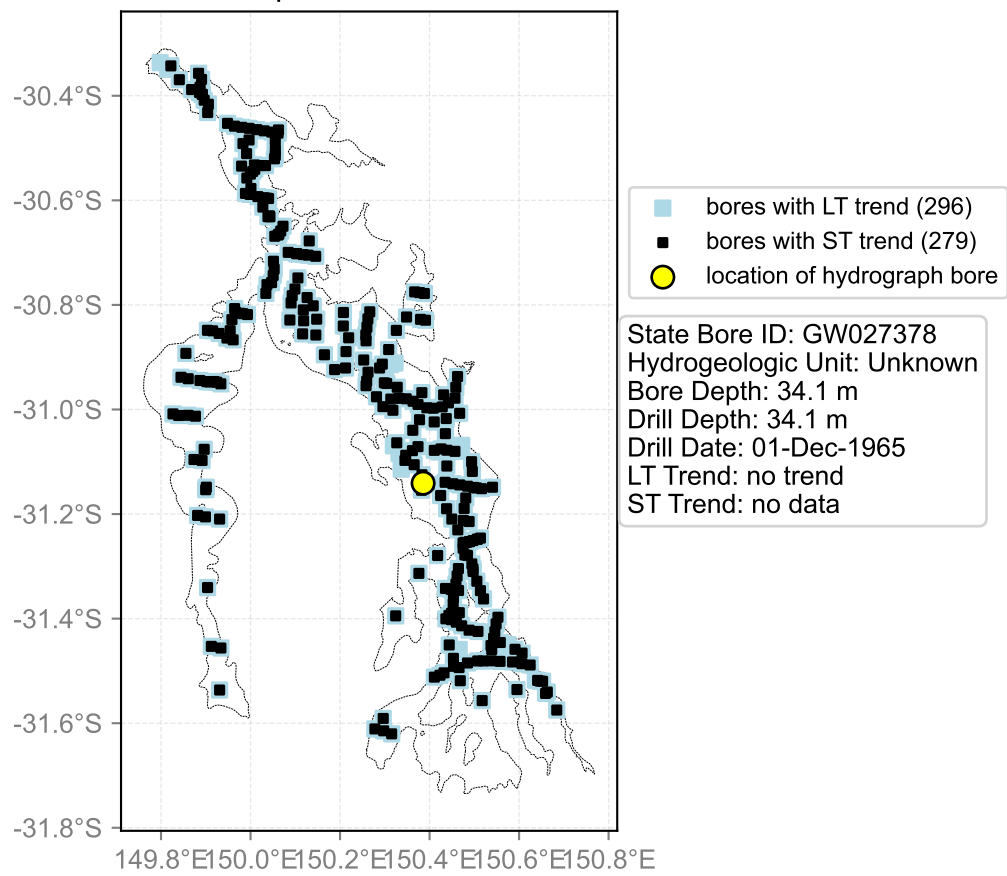 -30.4°S
-30.6°S
-30.8°S
-31.0°S
-31.2°S
-31.4°S
-31.6°S
-31.8°S
149.8°E150.0°E150.2°E150.4°E150.6°E150.8°E
bores with LT trend (296)
bores with ST trend (279)
location of hydrograph bore
State Bore ID: GW027378
Hydrogeologic Unit: Unknown
Bore Depth: 34.1 m
Drill Depth: 34.1 m
Drill Date: 01-Dec-1965
LT Trend: no trend
ST Trend: no data